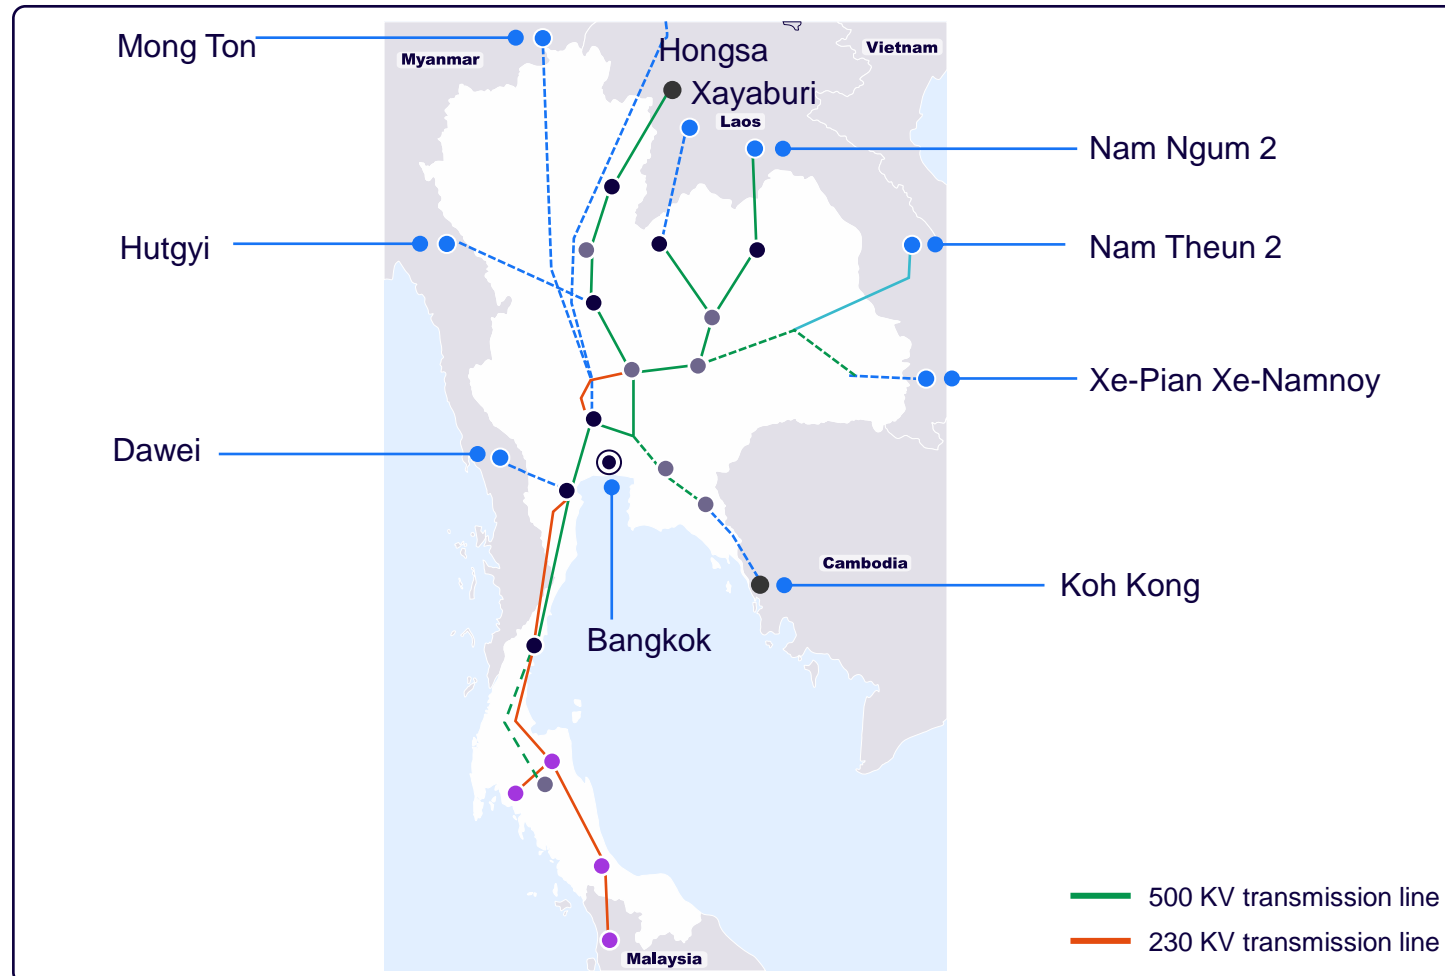 Mong Ton
Myanmar
Hongsa
Vietnam
Xayaburi
Laos
Nam Ngum 2
Hutgyi
Nam Theun 2
Xe-Pian Xe-Namnoy
Dawei
Cambodia
Koh Kong
Bangkok
500 KV transmission line
230 KV transmission line
Malaysia